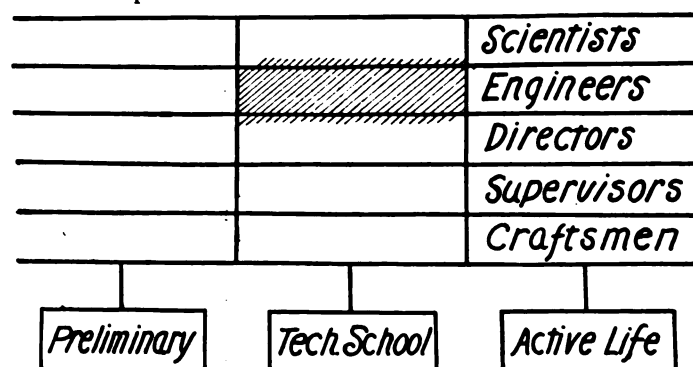 Scientists
Engineers
Directors
Supervisors
Craftsmen
Preliminary
Tech. School
Active Life